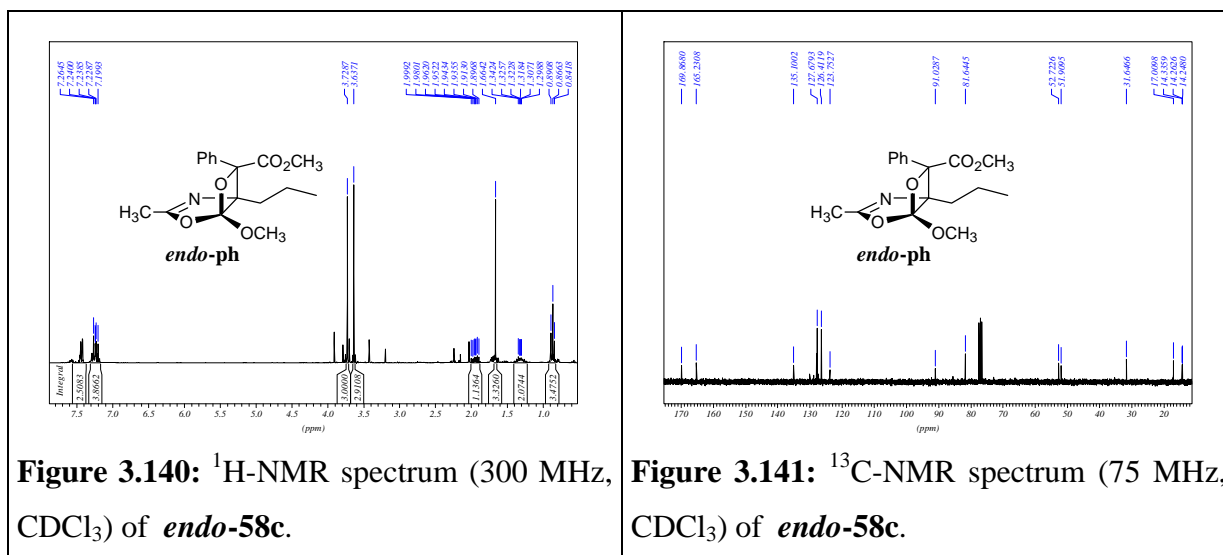 7.2645
7.2400
7.2385
7.2287
7.1993
3.7287
3.6371
1.9992
1.9801
1.9620
1.9522
1.9434
1.9355
1.9130
1.8968
1.6642
1.3424
1.3257
1.3228
1.3184
1.3071
1.2988
0.8908
0.8663
0.8418
Ph
CO2CH3
O
N
H3C
O
OCH3
endo-ph
Integral
2.5083
3.0662
3.0000
2.9108
1.1364
3.3260
2.0744
3.4752
7.5 7.0 6.5 6.0 5.5 5.0 4.5 4.0 3.5 3.0 2.5 2.0 1.5 1.0
(ppm)
Figure 3.140: 1H-NMR spectrum (300 MHz,
CDCl3) of endo-58c.
169.8680
165.2308
135.1002
127.6793
126.4119
123.7527
91.0287
81.6445
52.7226
51.9095
31.6466
17.0098
14.3359
14.2626
14.2480
Ph
CO2CH3
O
N
H3C
O
OCH3
endo-ph
170 160 150 140 130 120 110 100 90 80 70 60 50 40 30 20
(ppm)
Figure 3.141: 13C-NMR spectrum (75 MHz,
CDCl3) of endo-58c.